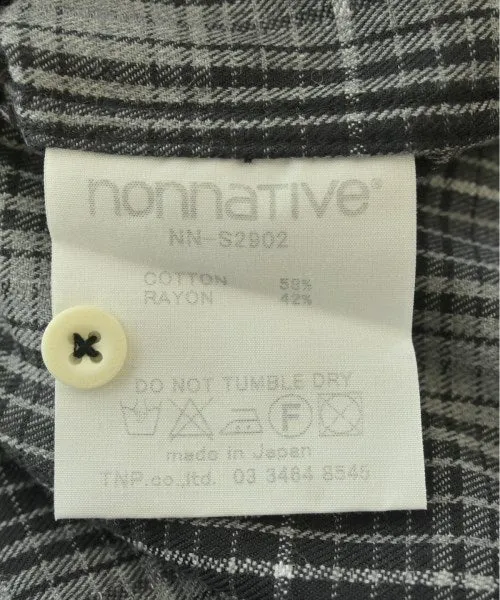 nonnative®
NN-S2902
COTTON 58%
RAYON 42%
DO NOT TUMBLE DRY
F
made in Japan
TNP.co.,ltd. 03 3484 8545